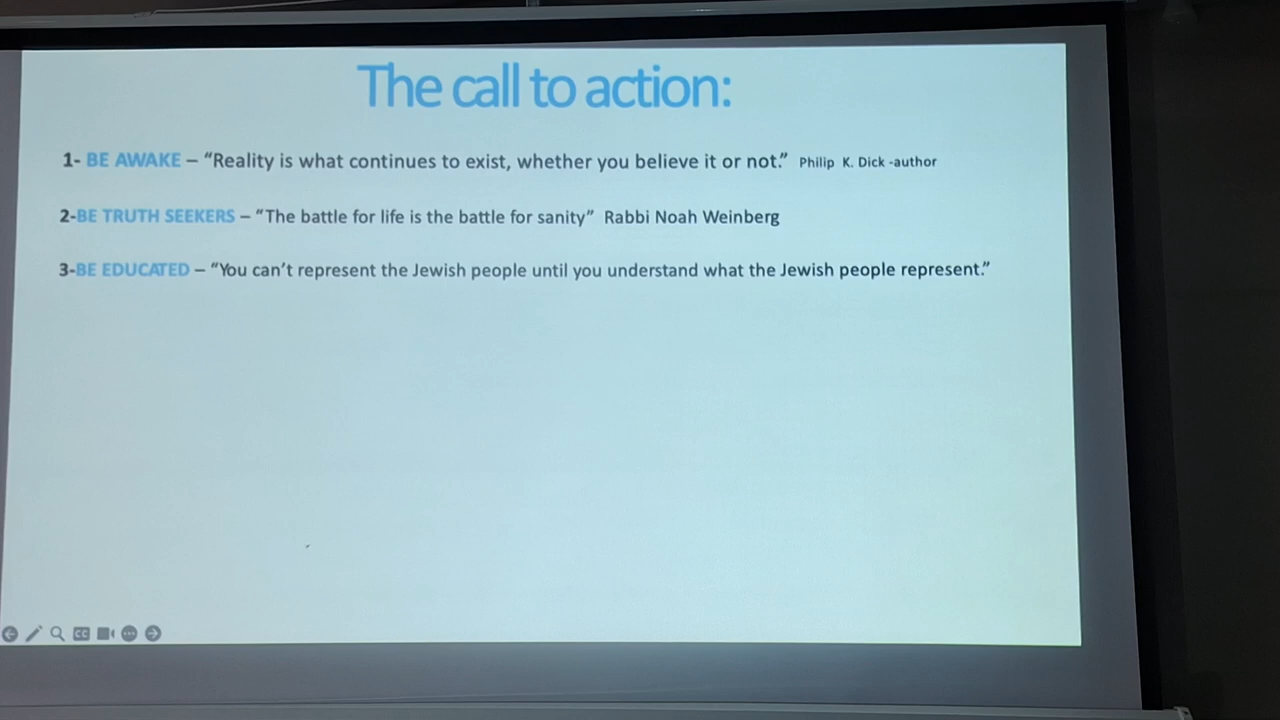 The call to action:
1- BE AWAKE – “Reality is what continues to exist, whether you believe it or not.” Philip K. Dick -author
2-BE TRUTH SEEKERS – “The battle for life is the battle for sanity” Rabbi Noah Weinberg
3-BE EDUCATED – “You can’t represent the Jewish people until you understand what the Jewish people represent.”
CC